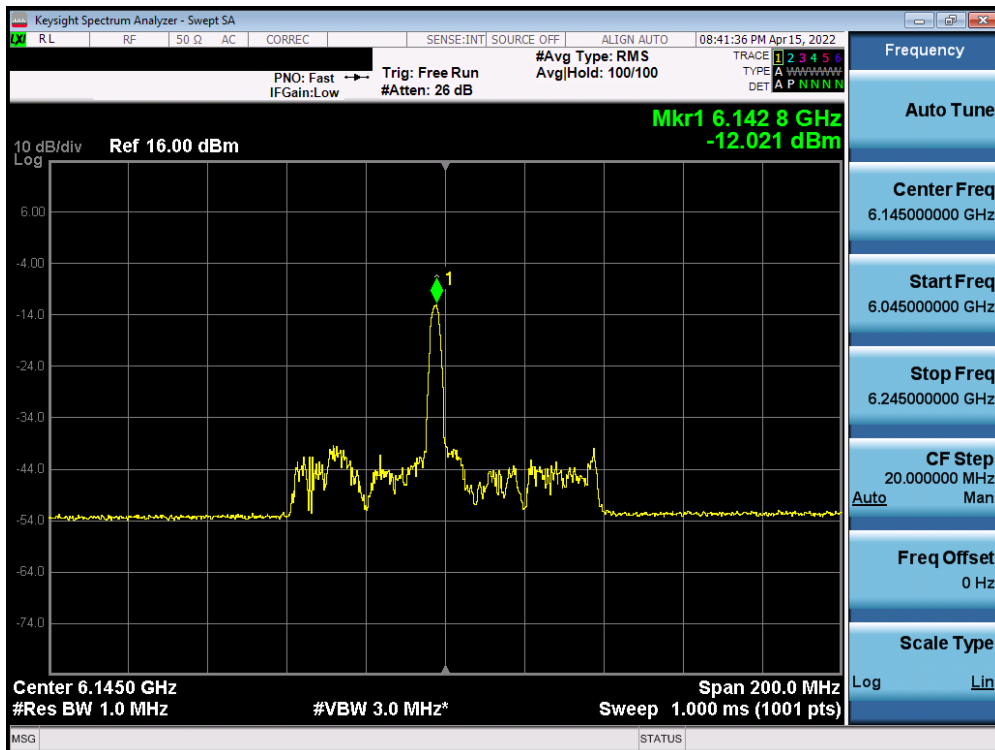 Keysight Spectrum Analyzer - Swept SA
LXI RL RF 50 Ω AC CORREC SENSE:INT SOURCE OFF ALIGN AUTO 08:41:36 PM Apr 15, 2022
Frequency
PNO: Fast Trig: Free Run #Avg Type: RMS TRACE 1 2 3 4 5 6
IFGain:Low #Atten: 26 dB Avg|Hold: 100/100 TYPE A WWWWW
DET A P N N N N
Mkr1 6.142 8 GHz
-12.021 dBm
10 dB/div Ref 16.00 dBm
Log
1
6.00
-4.00
-14.0
-24.0
-34.0
-44.0
-54.0
-64.0
-74.0
Center 6.1450 GHz Span 200.0 MHz
#Res BW 1.0 MHz #VBW 3.0 MHz* Sweep 1.000 ms (1001 pts)
MSG STATUS
Auto Tune
Center Freq
6.145000000 GHz
Start Freq
6.045000000 GHz
Stop Freq
6.245000000 GHz
CF Step
20.000000 MHz
Auto Man
Freq Offset
0 Hz
Scale Type
Log Lin